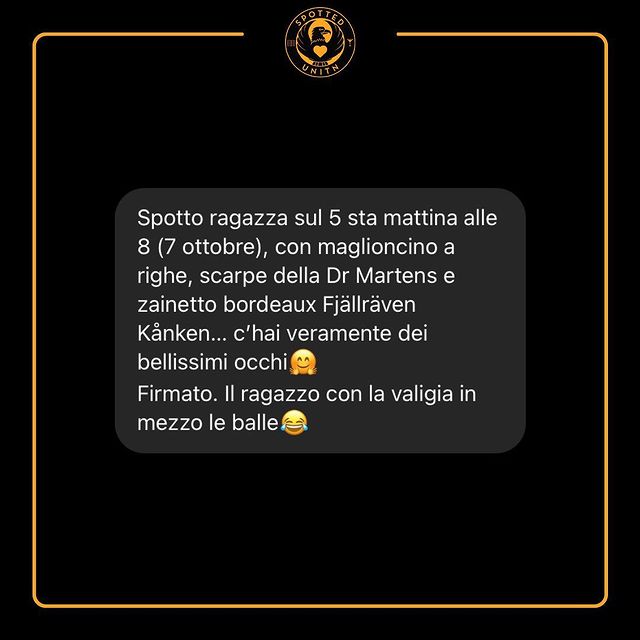 SPOTTED
UNITN
Spotto ragazza sul 5 sta mattina alle
8 (7 ottobre), con maglioncino a
righe, scarpe della Dr Martens e
zainetto bordeaux Fjällräven
Kånken... c’hai veramente dei
bellissimi occhi🤗
Firmato. Il ragazzo con la valigia in
mezzo le balle😂